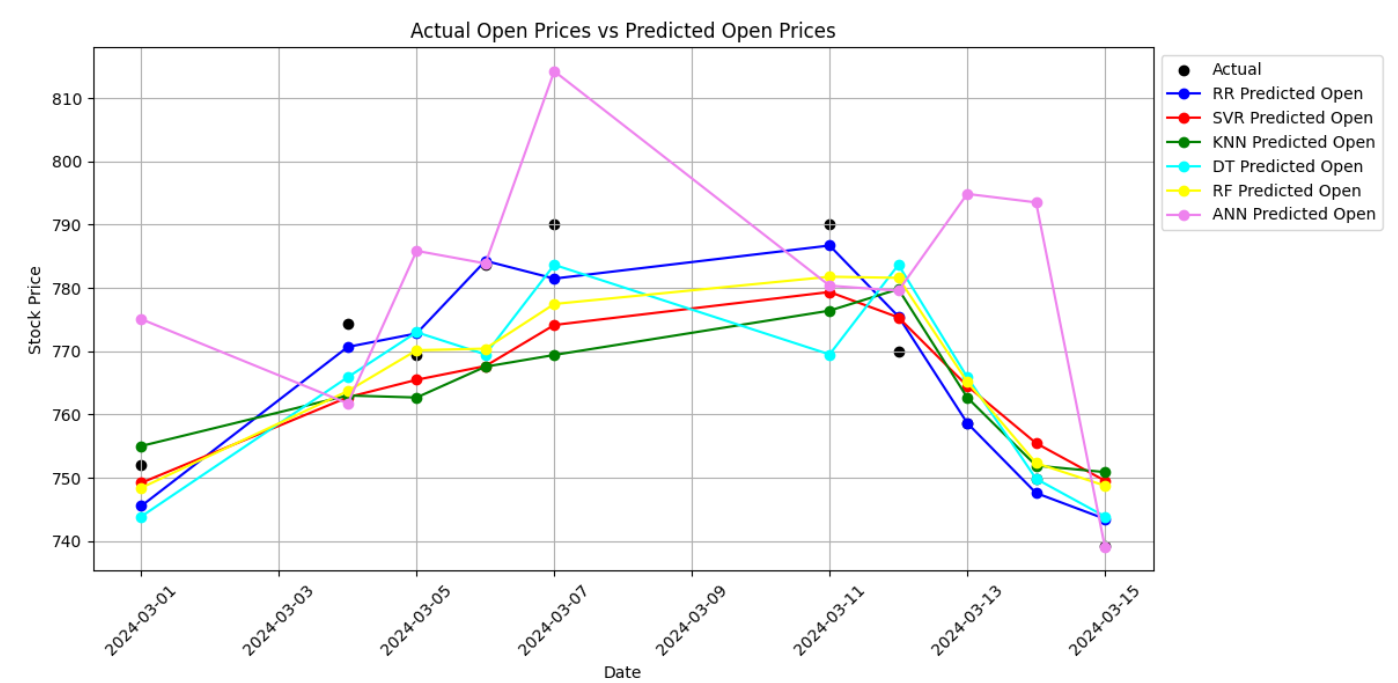 Actual Open Prices vs Predicted Open Prices
Stock Price
810
800
790
780
770
760
750
740
2024-03-01
2024-03-03
2024-03-05
2024-03-07
2024-03-09
2024-03-11
2024-03-13
2024-03-15
Date
Actual
RR Predicted Open
SVR Predicted Open
KNN Predicted Open
DT Predicted Open
RF Predicted Open
ANN Predicted Open